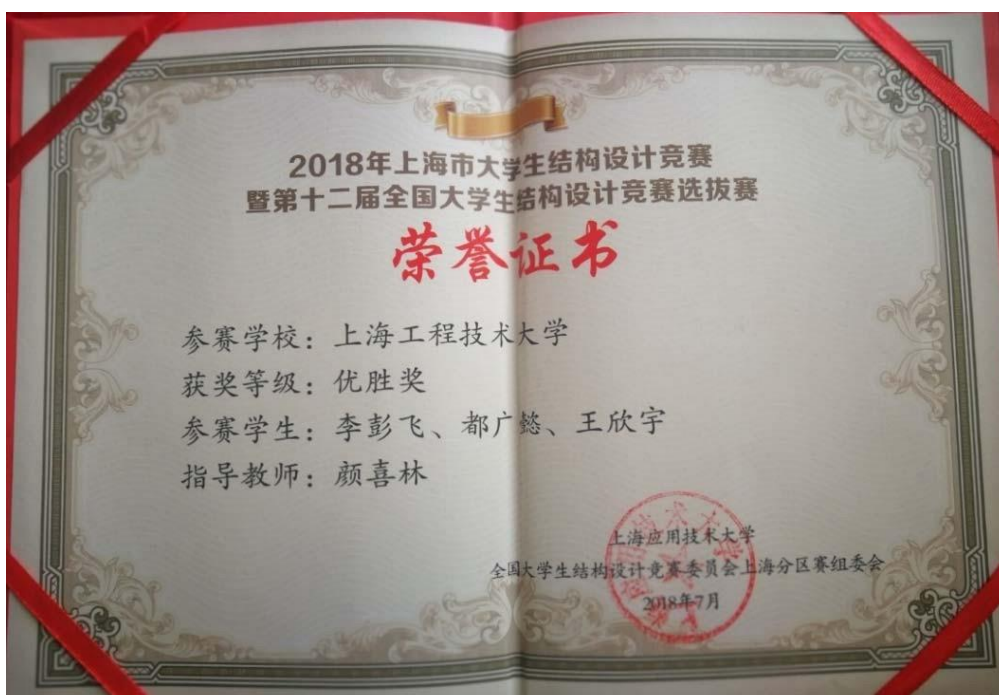 2018年上海市大学生结构设计竞赛
暨第十二届全国大学生结构设计竞赛选拔赛
荣誉证书
参赛学校：上海工程技术大学
获奖等级：优胜奖
参赛学生：李彭飞、都广懿、王欣宇
指导教师：颜喜林
上海应用技术大学
全国大学生结构设计竞赛委员会上海分区赛组委会
2018年7月